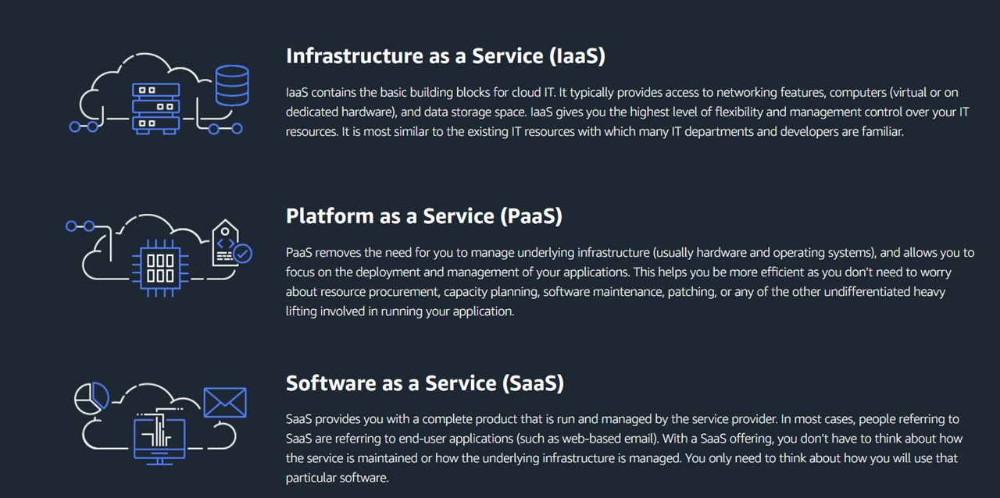 Infrastructure as a Service (IaaS)
IaaS contains the basic building blocks for cloud IT. It typically provides access to networking features, computers (virtual or on
dedicated hardware), and data storage space. IaaS gives you the highest level of flexibility and management control over your IT
resources. It is most similar to the existing IT resources with which many IT departments and developers are familiar.
Platform as a Service (PaaS)
PaaS removes the need for you to manage underlying infrastructure (usually hardware and operating systems), and allows you to
focus on the deployment and management of your applications. This helps you be more efficient as you don’t need to worry
about resource procurement, capacity planning, software maintenance, patching, or any of the other undifferentiated heavy
lifting involved in running your application.
Software as a Service (SaaS)
SaaS provides you with a complete product that is run and managed by the service provider. In most cases, people referring to
SaaS are referring to end-user applications (such as web-based email). With a SaaS offering, you don’t have to think about how
the service is maintained or how the underlying infrastructure is managed. You only need to think about how you will use that
particular software.